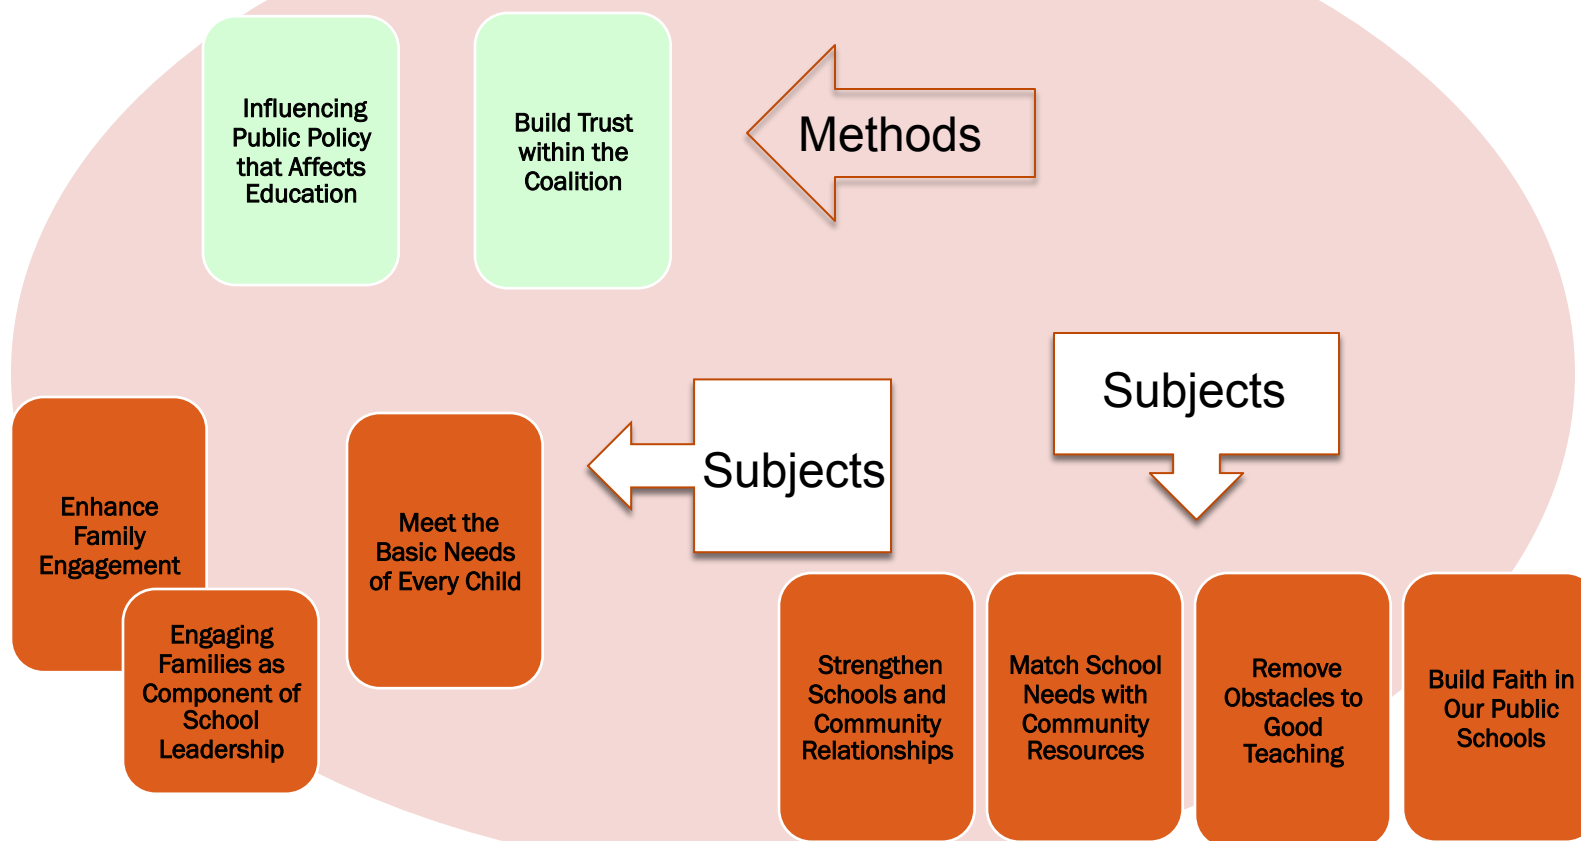 Influencing
Public Policy
that Affects
Education
Build Trust
within the
Coalition
Methods
Subjects
Subjects
Enhance
Family
Engagement
Meet the
Basic Needs
of Every Child
Engaging
Families as
Component of
School
Leadership
Strengthen
Schools and
Community
Relationships
Match School
Needs with
Community
Resources
Remove
Obstacles to
Good
Teaching
Build Faith in
Our Public
Schools